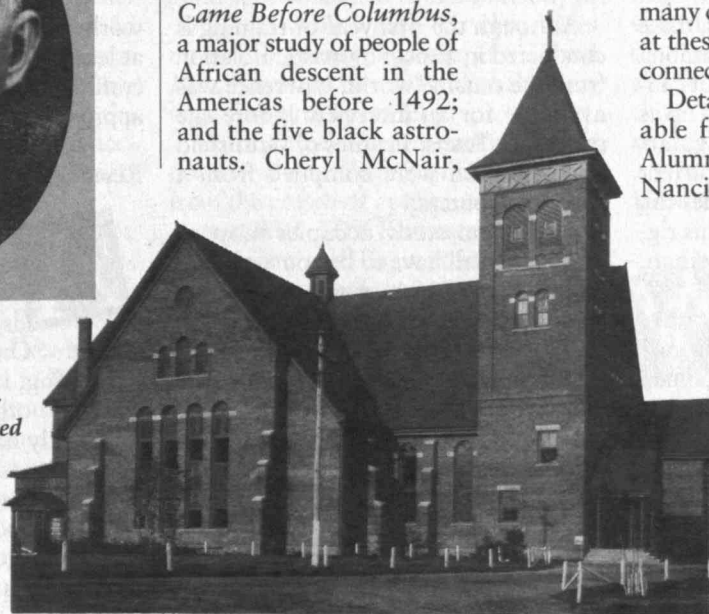 Came Before Columbus,
a major study of people of
African descent in the
Americas before 1492;
and the five black astro-
nauts. Cheryl McNair,
many
at thes
connec
Deta
able f
Alumn
Nanci
ed